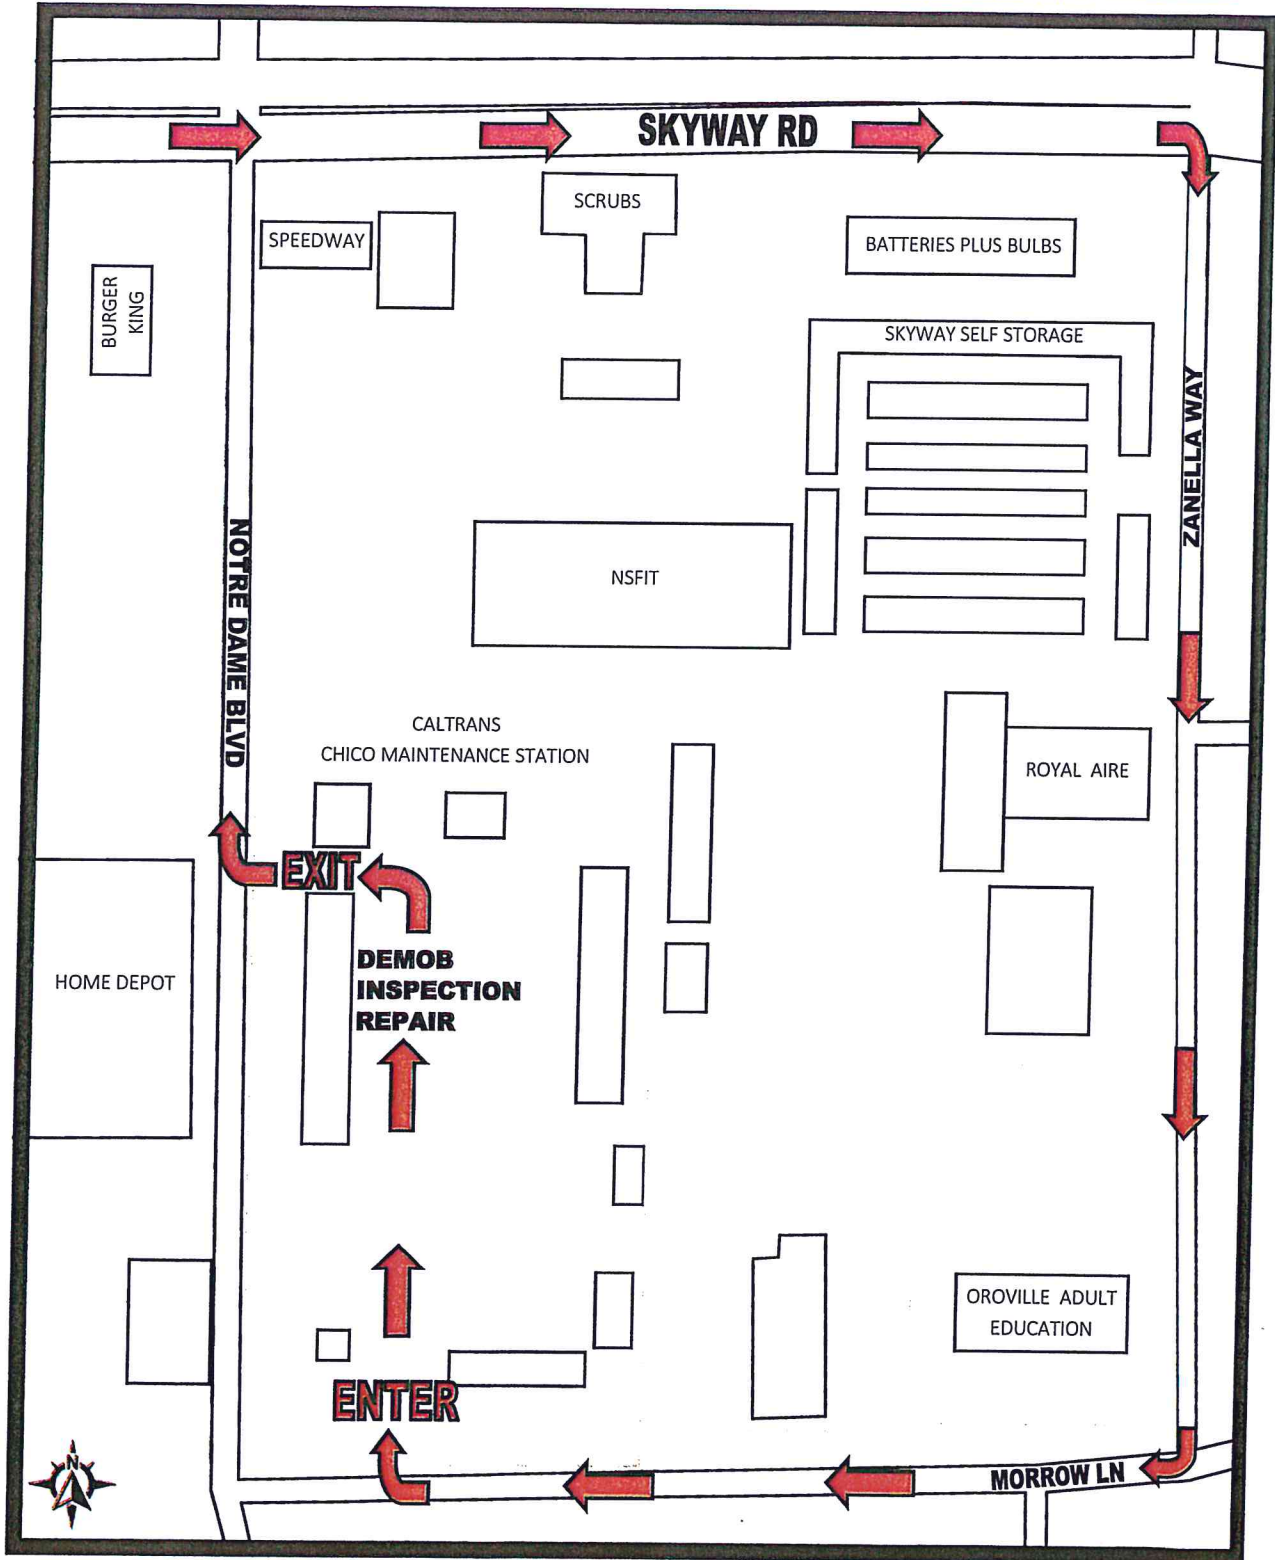 SKYWAY RD
SCRUBS
SPEEDWAY
BATTERIES PLUS BULBS
BURGER
KING
SKYWAY SELF STORAGE
ZANELLA WAY
NOTRE DAME BLVD
NSFIT
CALTRANS
CHICO MAINTENANCE STATION
ROYAL AIRE
EXIT
DEMOB
INSPECTION
REPAIR
HOME DEPOT
OROVILLE ADULT
EDUCATION
ENTER
MORROW LN
N